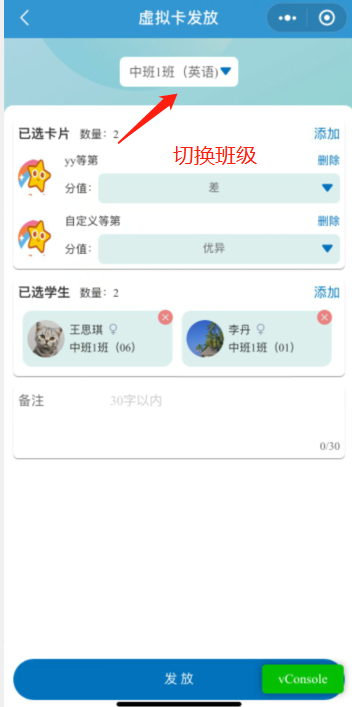 虚拟卡发放
中班1班（英语）
切换班级
已选卡片 数量：2 添加
yy等第 删除
分值： 差
自定义等第 删除
分值： 优异
已选学生 数量：2 添加
王思琪♀ 李丹♀
中班1班（06） 中班1班（01）
备注 30字以内
0/30
发放 vConsole